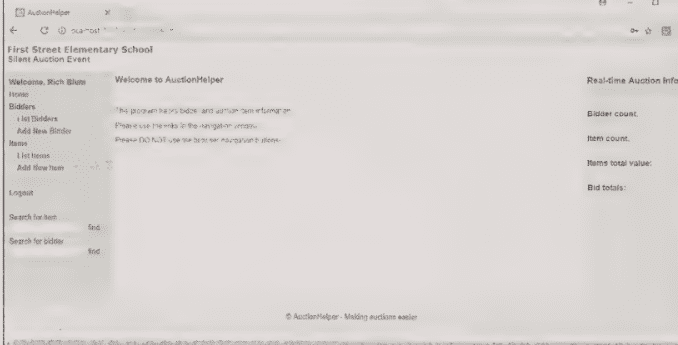 AuctionHelper
First Street Elementary School
Silent Auction Event
Welcome, Rich Blum
Home
Bidders
List Bidders
Add New Bidder
Items
List Items
Add New Item
Logout
Search for item
find
Search for bidder
find
Welcome to AuctionHelper
This program tracks bidder and auction item information
Please use the links in the navigation window
Please DO NOT use the browser navigation buttons
Real-time Auction Info
Bidder count.
Item count.
Items total value:
Bid totals:
© AuctionHelper - Making auctions easier